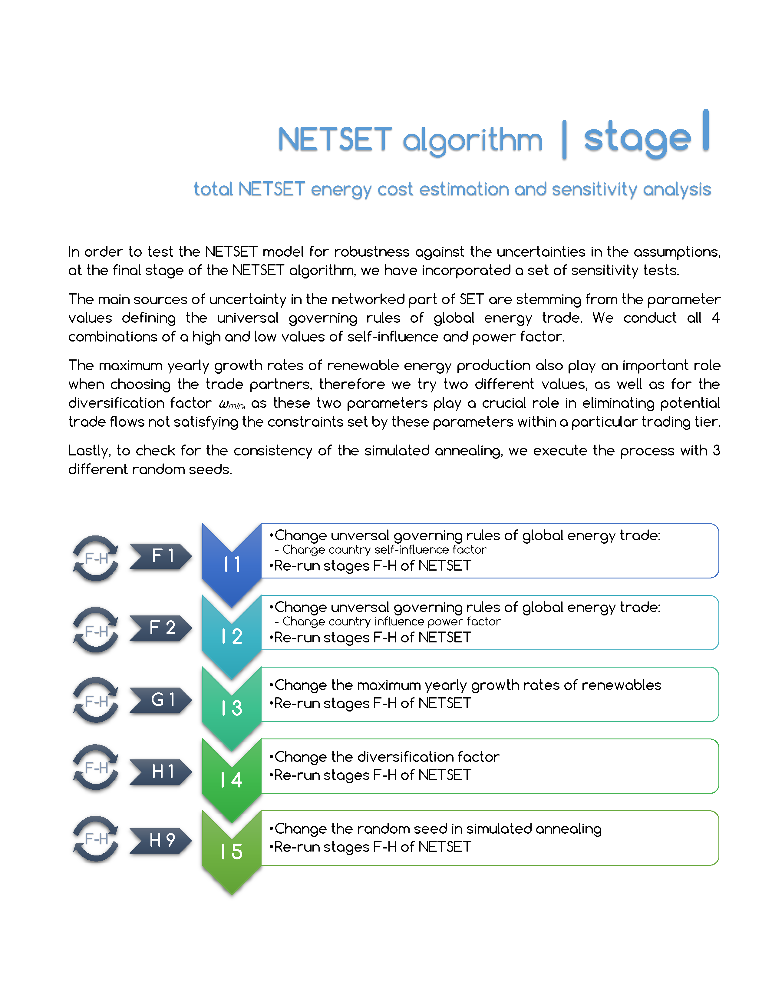 NETSET algorithm | stage I
total NETSET energy cost estimation and sensitivity analysis
In order to test the NETSET model for robustness against the uncertainties in the assumptions,
at the final stage of the NETSET algorithm, we have incorporated a set of sensitivity tests.
The main sources of uncertainty in the networked part of SET are stemming from the parameter
values defining the universal governing rules of global energy trade. We conduct all 4
combinations of a high and low values of self-influence and power factor.
The maximum yearly growth rates of renewable energy production also play an important role
when choosing the trade partners, therefore we try two different values, as well as for the
diversification factor ωmin, as these two parameters play a crucial role in eliminating potential
trade flows not satisfying the constraints set by these parameters within a particular trading tier.
Lastly, to check for the consistency of the simulated annealing, we execute the process with 3
different random seeds.
F-H
F 1
I 1
•Change unversal governing rules of global energy trade:
- Change country self-influence factor
•Re-run stages F-H of NETSET
F-H
F 2
I 2
•Change unversal governing rules of global energy trade:
- Change country influence power factor
•Re-run stages F-H of NETSET
F-H
G 1
I 3
•Change the maximum yearly growth rates of renewables
•Re-run stages F-H of NETSET
F-H
H 1
I 4
•Change the diversification factor
•Re-run stages F-H of NETSET
F-H
H 9
I 5
•Change the random seed in simulated annealing
•Re-run stages F-H of NETSET